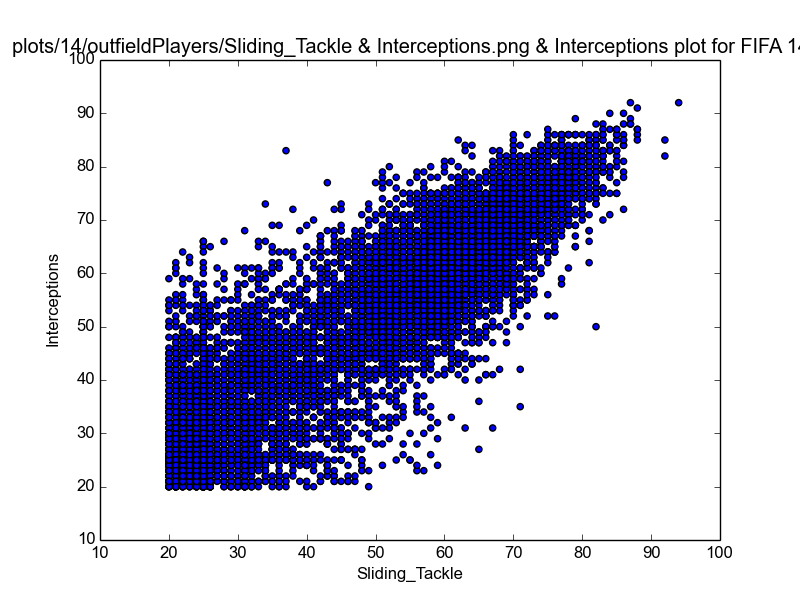 plots/14/outfieldPlayers/Sliding_Tackle & Interceptions.png & Interceptions plot for FIFA 14
100
90
80
70
60
50
40
30
20
10
Interceptions
10 20 30 40 50 60 70 80 90 100
Sliding_Tackle